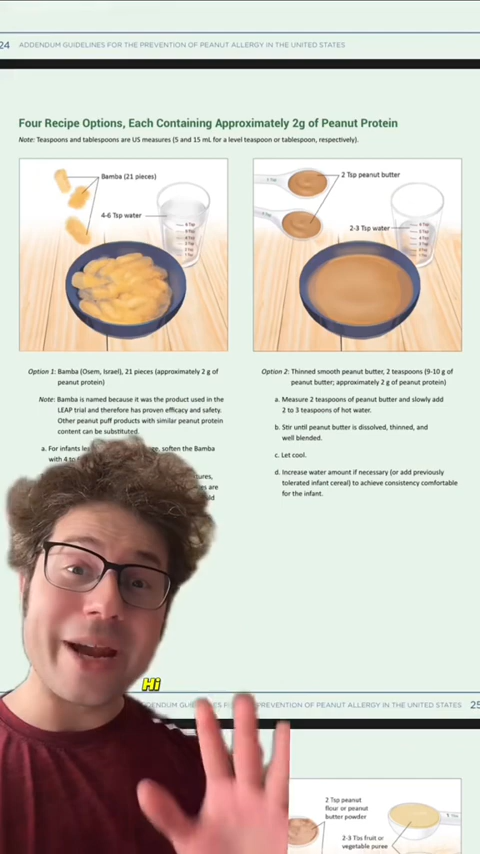 24 ADDENDUM GUIDELINES FOR THE PREVENTION OF PEANUT ALLERGY IN THE UNITED STATES
Four Recipe Options, Each Containing Approximately 2g of Peanut Protein
Note: Teaspoons and tablespoons are US measures (5 and 15 mL for a level teaspoon or tablespoon, respectively).
Bamba (21 pieces)
4-6 Tsp water
Option 1: Bamba (Osem, Israel), 21 pieces (approximately 2 g of
peanut protein)
Note: Bamba is named because it was the product used in the
LEAP trial and therefore has proven efficacy and safety.
Other peanut puff products with similar peanut protein
content can be substituted.
a. For infants
soften the Bamba
with 4 to
2 Tsp peanut butter
2-3 Tsp water
Option 2: Thinned smooth peanut butter, 2 teaspoons (9-10 g of
peanut butter; approximately 2 g of peanut protein)
a. Measure 2 teaspoons of peanut butter and slowly add
2 to 3 teaspoons of hot water.
b. Stir until peanut butter is dissolved, thinned, and
well blended.
c. Let cool.
d. Increase water amount if necessary (or add previously
tolerated infant cereal) to achieve consistency comfortable
for the infant.
Hi
PREVENTION OF PEANUT ALLERGY IN THE UNITED STATES 25
2 Tsp peanut
flour or peanut
butter powder
2-3 Tbs fruit or
vegetable puree